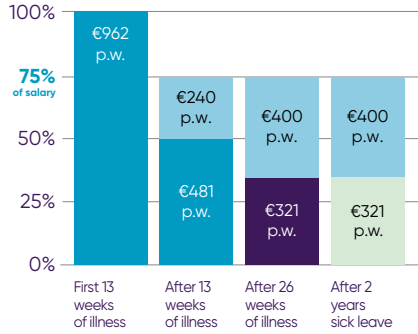 100%
75%
of salary
50%
25%
0%
€962
p.w.
€240
p.w.
€481
p.w.
€400
p.w.
€321
p.w.
€400
p.w.
€321
p.w.
First 13
weeks
of illness
After 13
weeks
of illness
After 26
weeks
of illness
After 2
years
sick leave